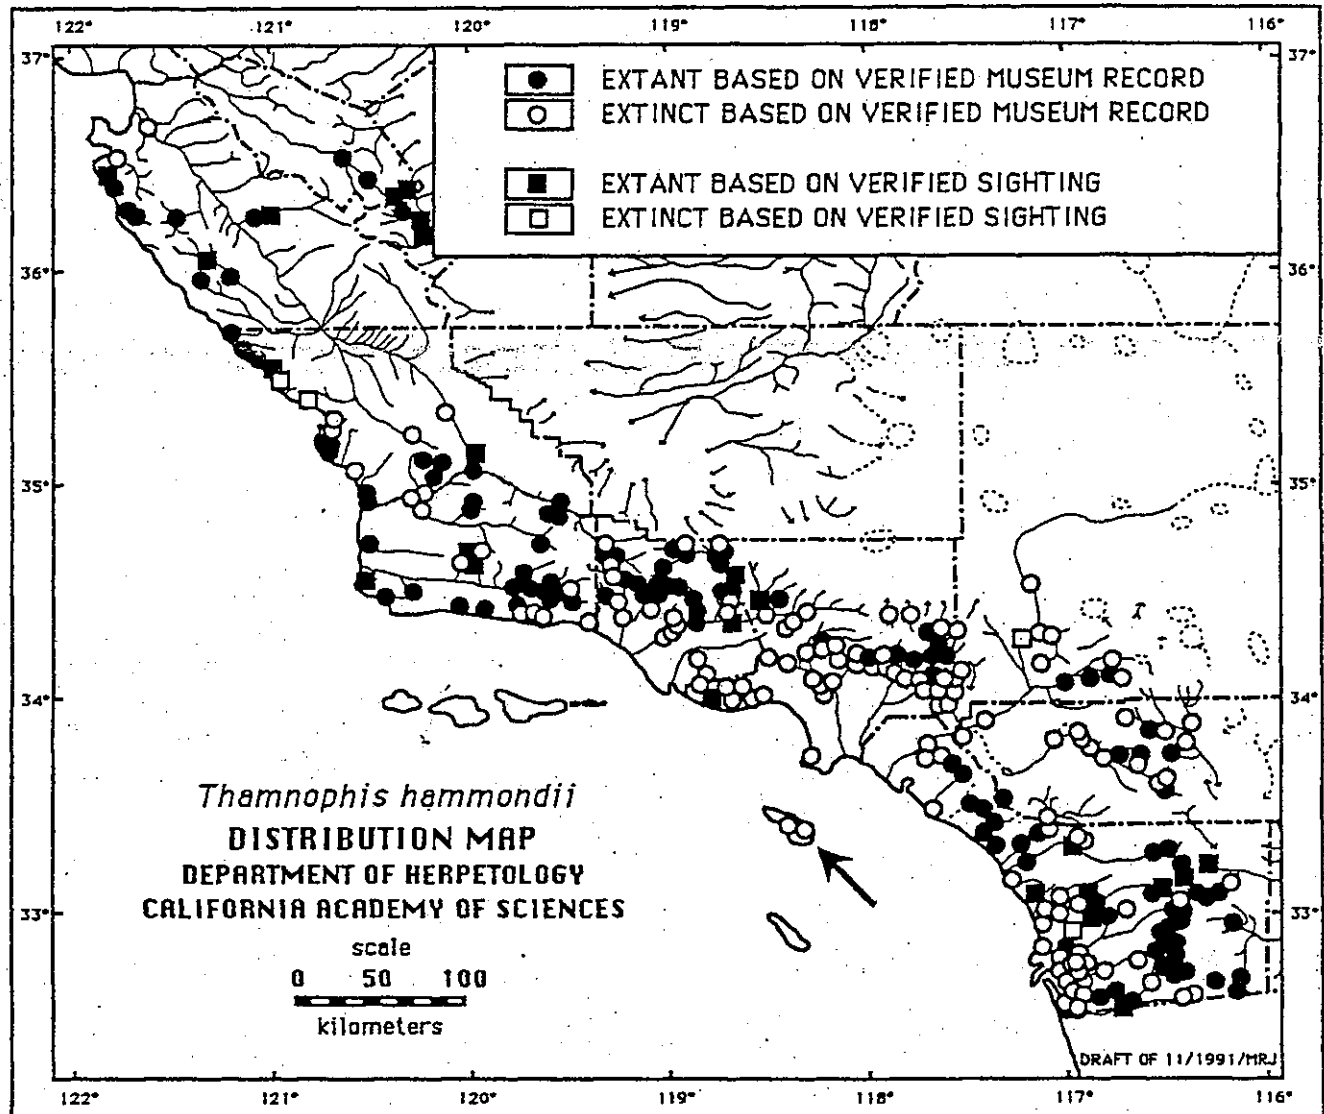 122° 121° 120° 119° 118° 117° 116°
37° 37°
EXTANT BASED ON VERIFIED MUSEUM RECORD
EXTINCT BASED ON VERIFIED MUSEUM RECORD
EXTANT BASED ON VERIFIED SIGHTING
EXTINCT BASED ON VERIFIED SIGHTING
36° 36°
35° 35°
34° 34°
Thamnophis hammondii
DISTRIBUTION MAP
DEPARTMENT OF HERPETOLOGY
CALIFORNIA ACADEMY OF SCIENCES
33° 33°
scale
0 50 100
kilometers
DRAFT OF 11/1991/MRJ
122° 121° 120° 119° 118° 117° 116°